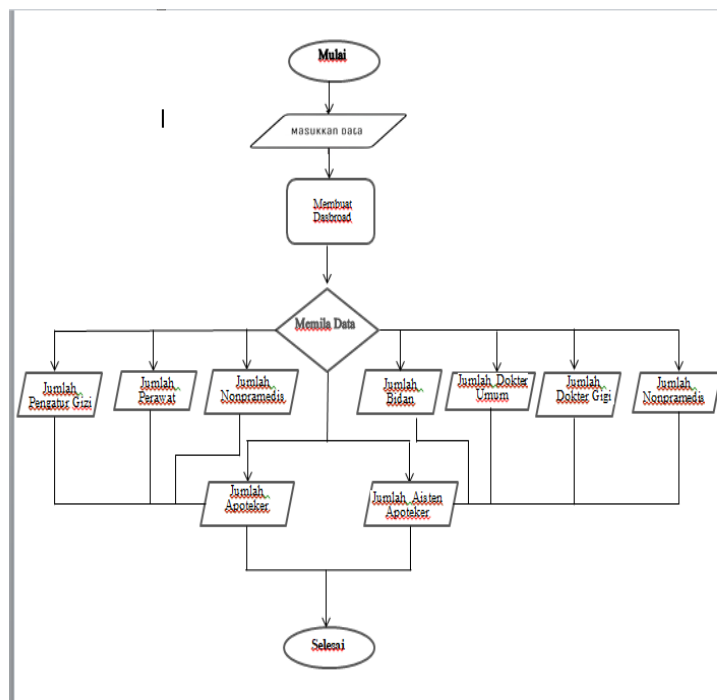 Mulai
Masukkan Data
Membuat
Dasbroad
Memila Data
Jumlah
Pengatur Gizi
Jumlah
Perawat
Jumlah
Nonpramedis
Jumlah
Bidan
Jumlah Dokter
Umum
Jumlah
Dokter Gigi
Jumlah
Nonpramedis
Jumlah
Apoteker
Jumlah Aisten
Apoteker
Selesai